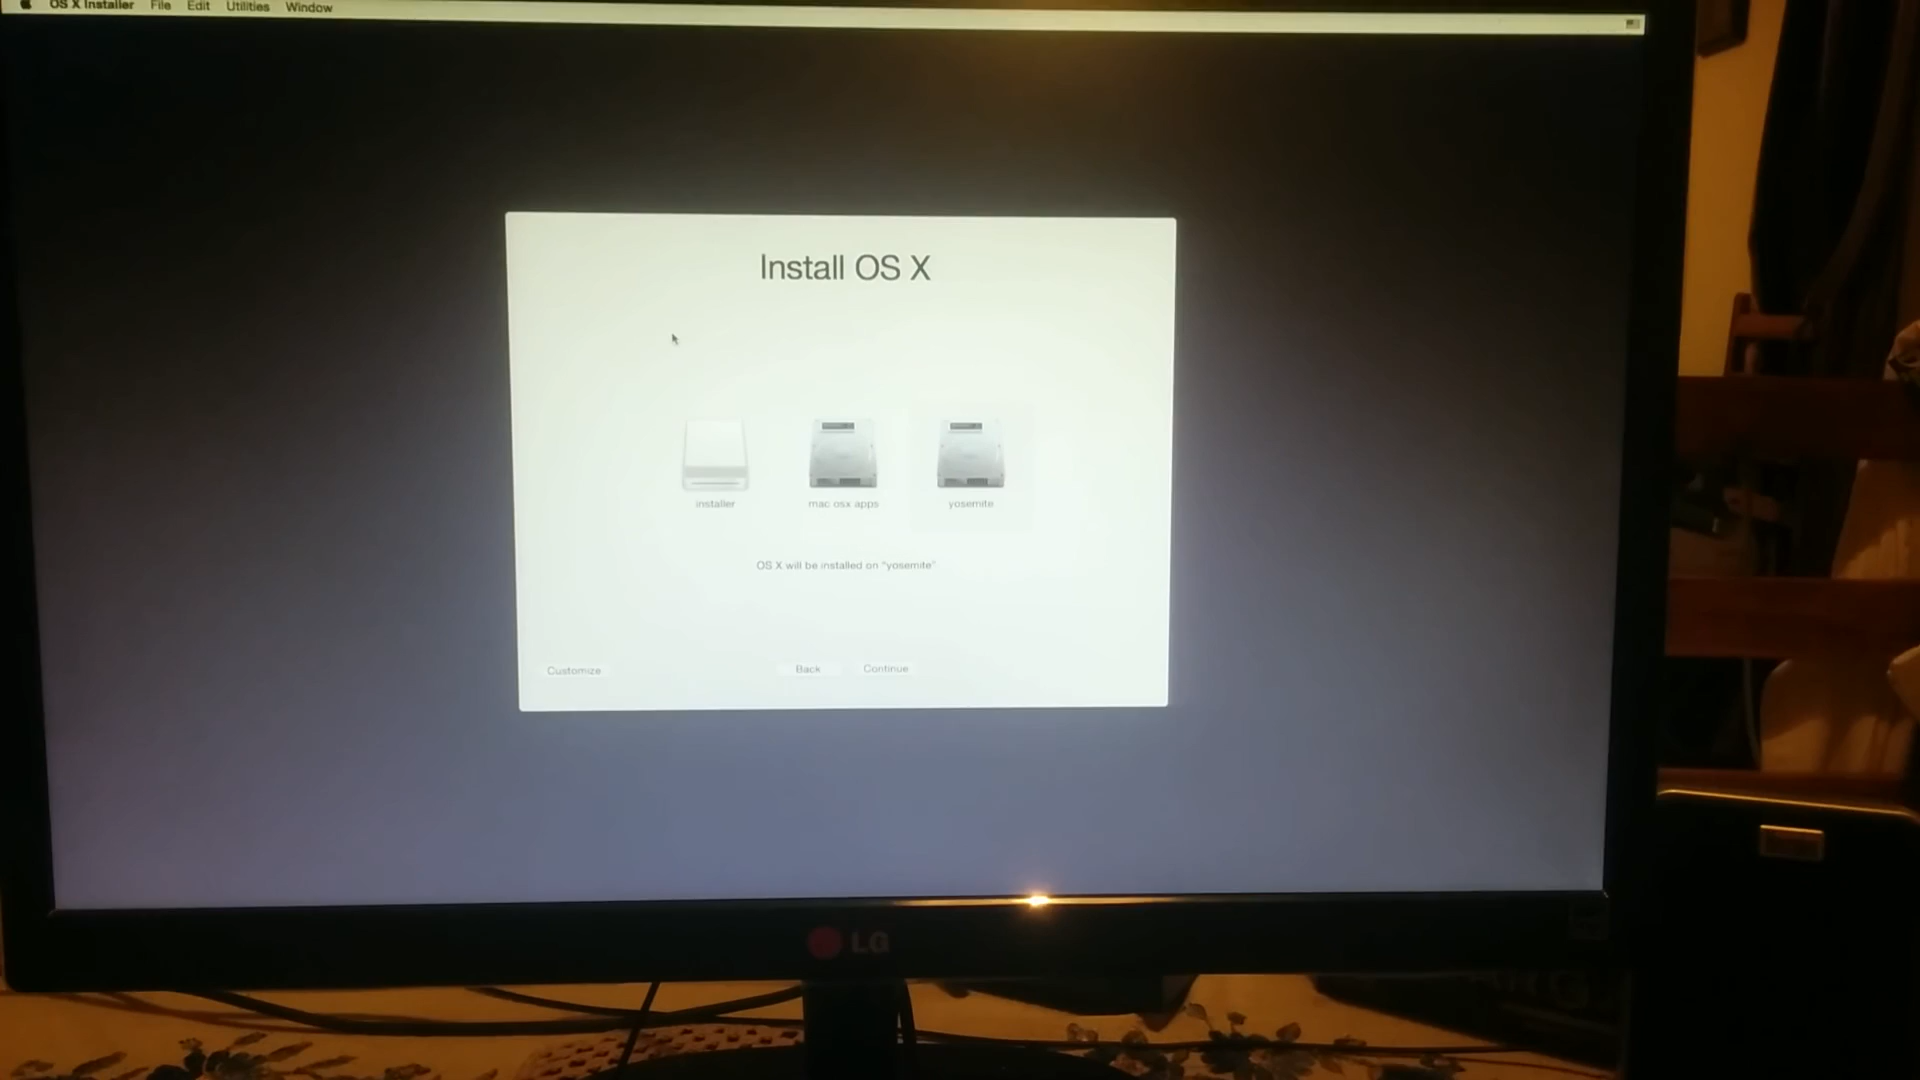 OS X Installer File Edit Utilities Window
Install OS X
installer mac osx apps yosemite
OS X will be installed on "yosemite"
Customize Back Continue
LG